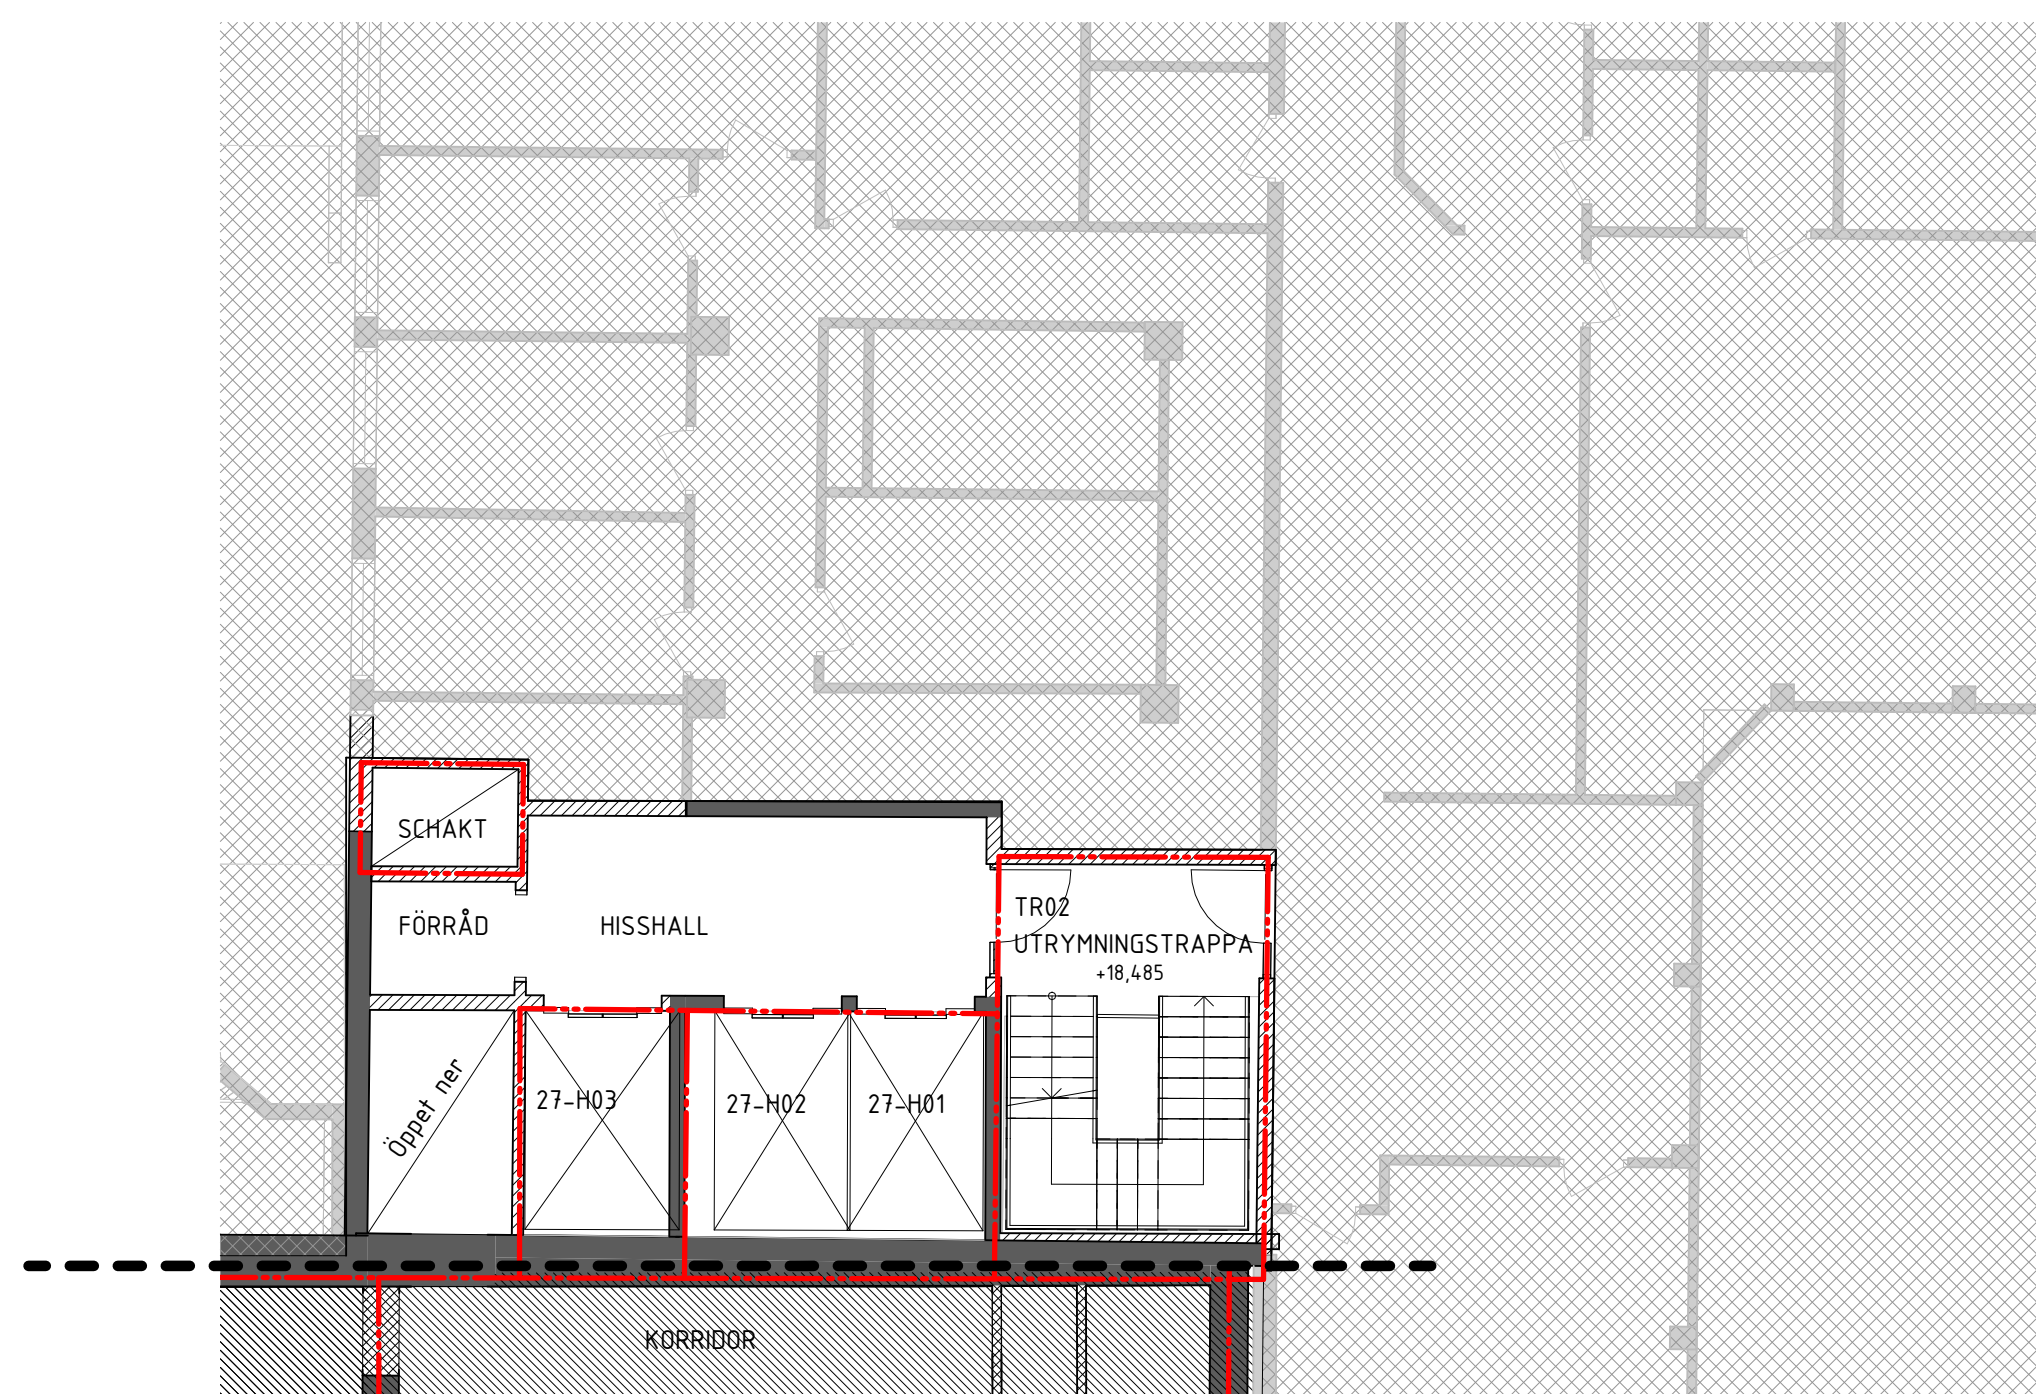 SCHAKT
TR02
FÖRRÅD
HISSHALL
UTRYMNINGSTRAPPA
+18,485
Öppet ner
27-H03
27-H02
27-H01
KORRIDOR